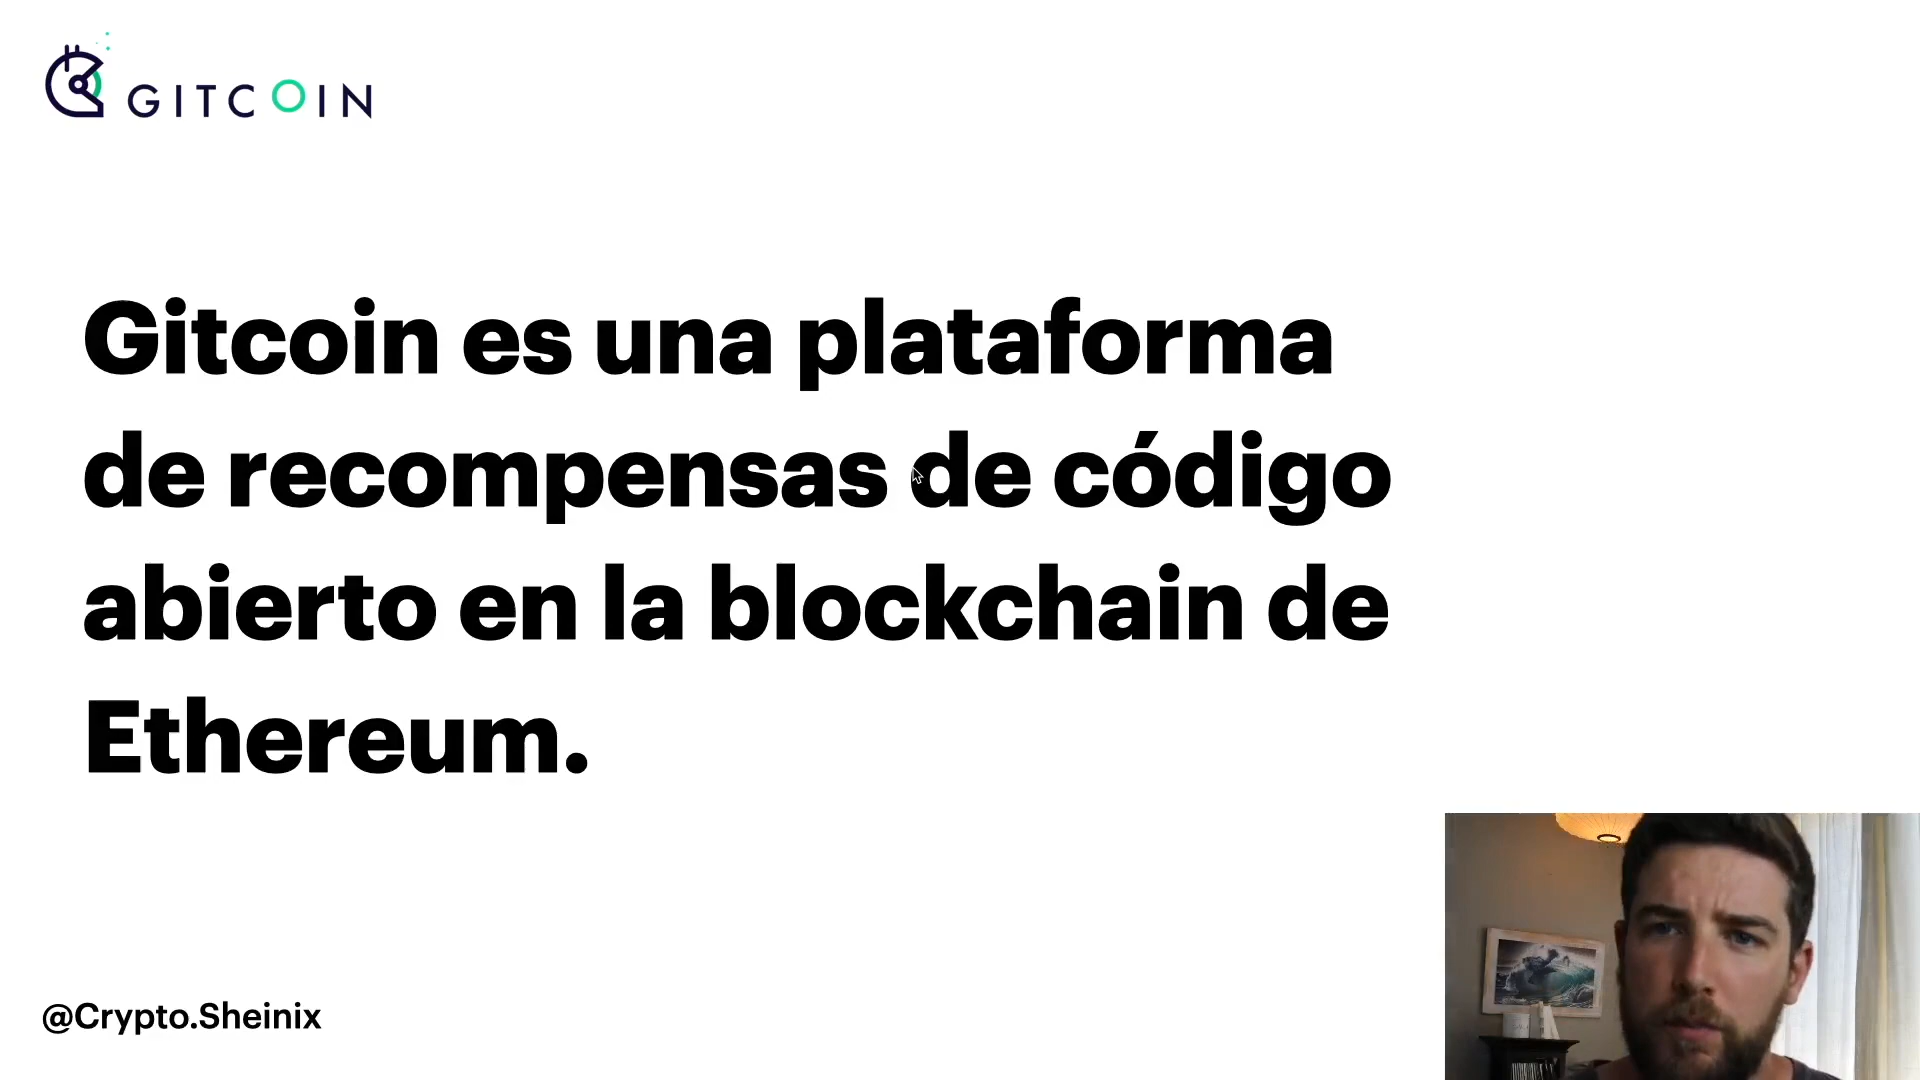 GITCOIN
Gitcoin es una plataforma
de recompensas de código
abierto en la blockchain de
Ethereum.
@Crypto.Sheinix